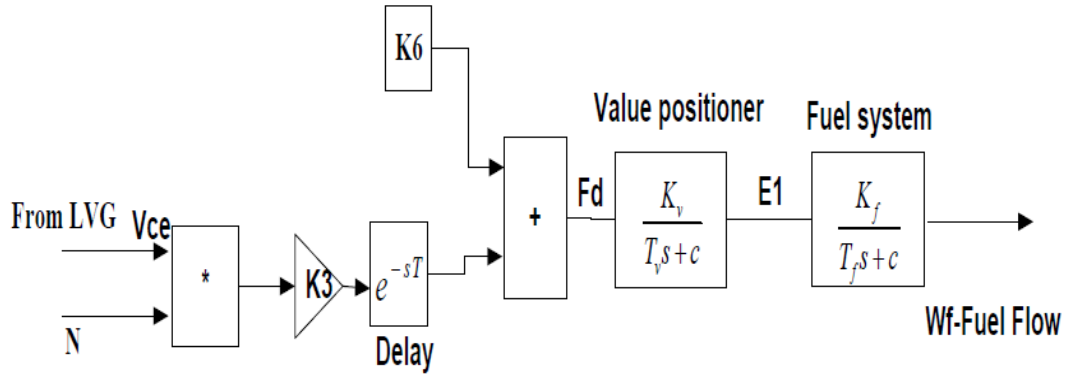 K6
Value positioner
Fuel system
From LVG
Vce
N
*
K3
e^{-sT}
Delay
+
Fd
K_v
T_v s+c
E1
K_f
T_f s+c
Wf-Fuel Flow